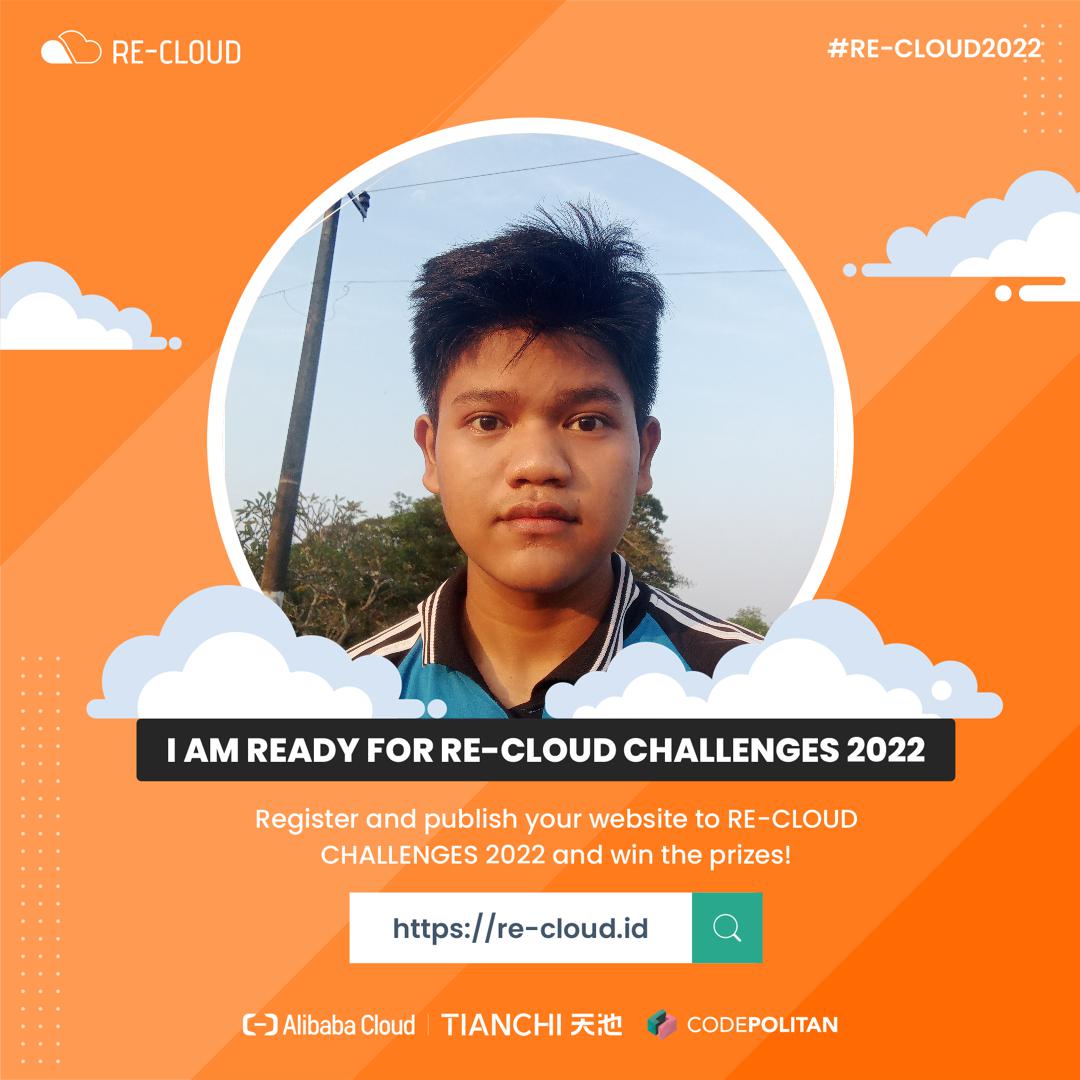 RE-CLOUD
#RE-CLOUD2022
I AM READY FOR RE-CLOUD CHALLENGES 2022
Register and publish your website to RE-CLOUD
CHALLENGES 2022 and win the prizes!
https://re-cloud.id
Alibaba Cloud | TIANCHI 天池 CODEPOLITAN